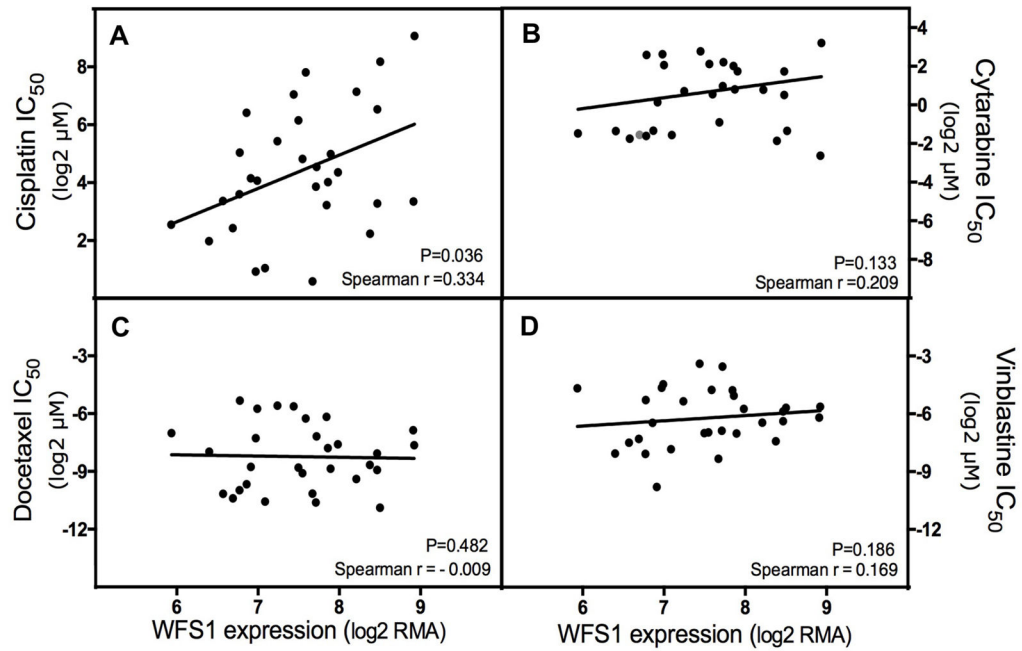 A
Cisplatin IC50
(log2 µM)
8
6
4
2
P=0.036
Spearman r =0.334
B
Cytarabine IC50
(log2 µM)
4
2
0
-2
-4
-6
-8
P=0.133
Spearman r =0.209
C
Docetaxel IC50
(log2 µM)
-3
-6
-9
-12
P=0.482
Spearman r = - 0.009
6
7
8
9
WFS1 expression (log2 RMA)
D
Vinblastine IC50
(log2 µM)
-3
-6
-9
-12
P=0.186
Spearman r = 0.169
6
7
8
9
WFS1 expression (log2 RMA)